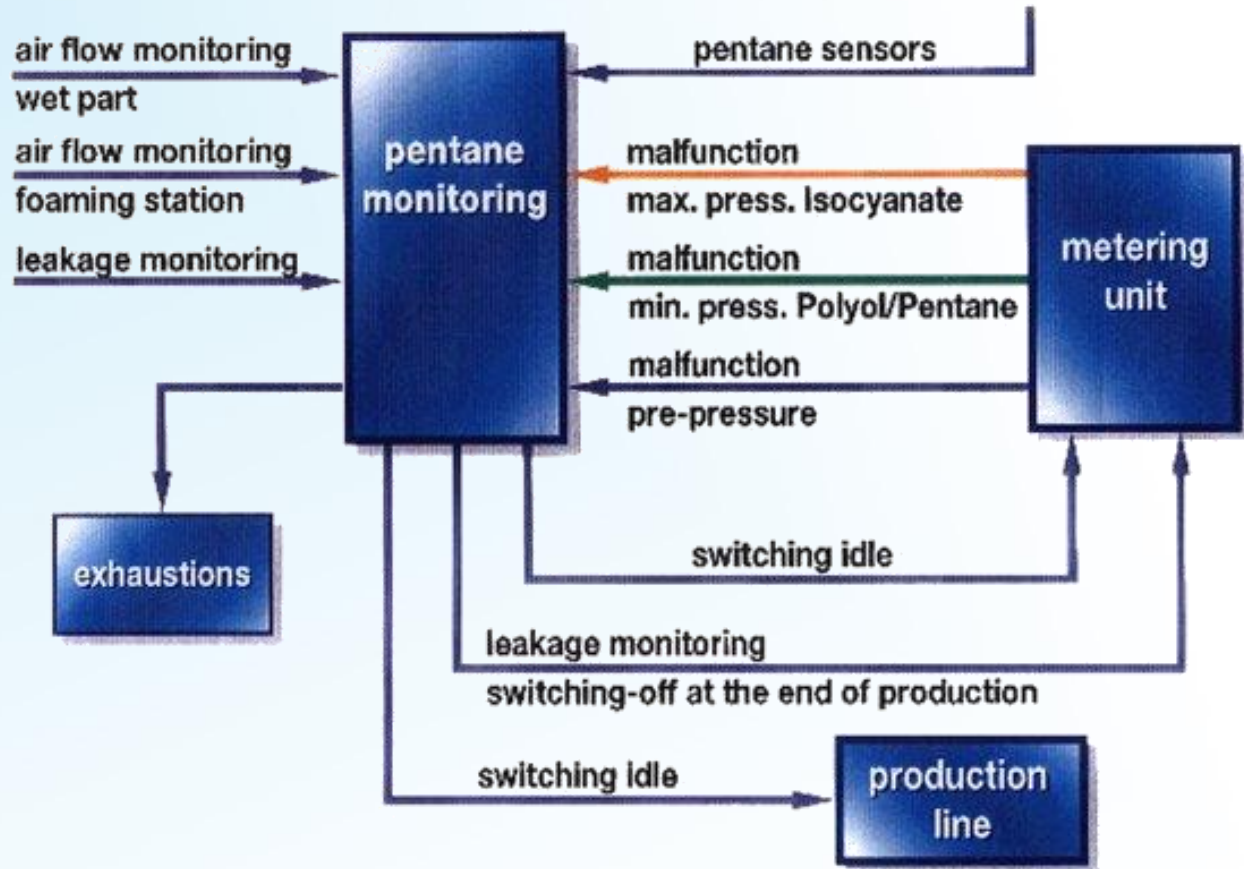 air flow monitoring
wet part
air flow monitoring
foaming station
leakage monitoring
pentane
monitoring
pentane sensors
malfunction
max. press. Isocyanate
malfunction
min. press. Polyol/Pentane
malfunction
pre-pressure
metering
unit
exhaustions
switching idle
leakage monitoring
switching-off at the end of production
switching idle
production
line